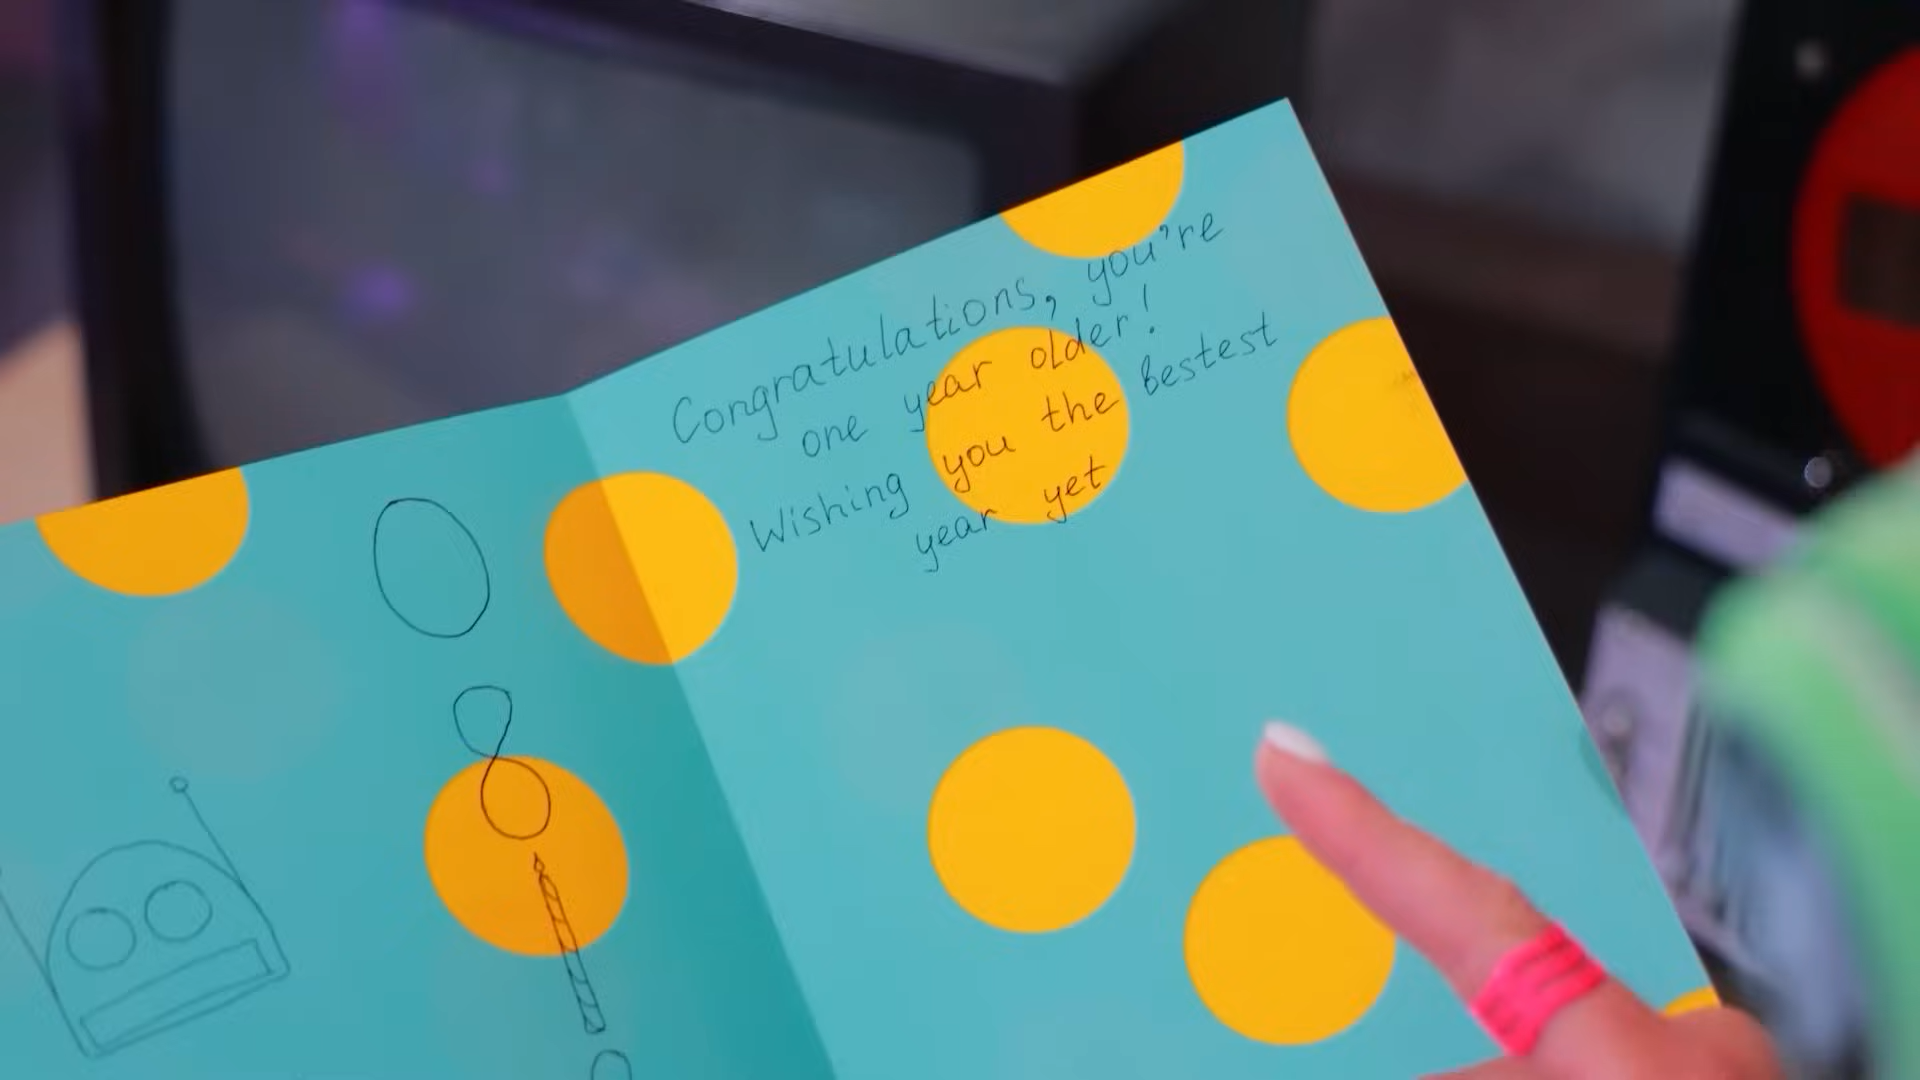 Congratulations, you're
one year older!
Wishing you the bestest
year yet